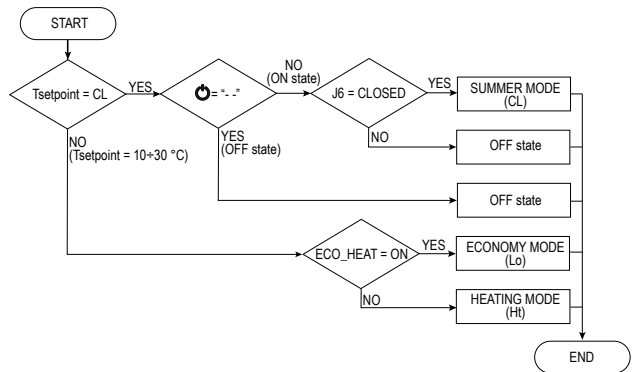 START
Tsetpoint = CL
YES
= "- -"
NO
(ON state)
J6 = CLOSED
YES
SUMMER MODE
(CL)
NO
OFF state
YES
(OFF state)
OFF state
NO
(Tsetpoint = 10÷30 °C)
ECO_HEAT = ON
YES
ECONOMY MODE
(Lo)
NO
HEATING MODE
(Ht)
END